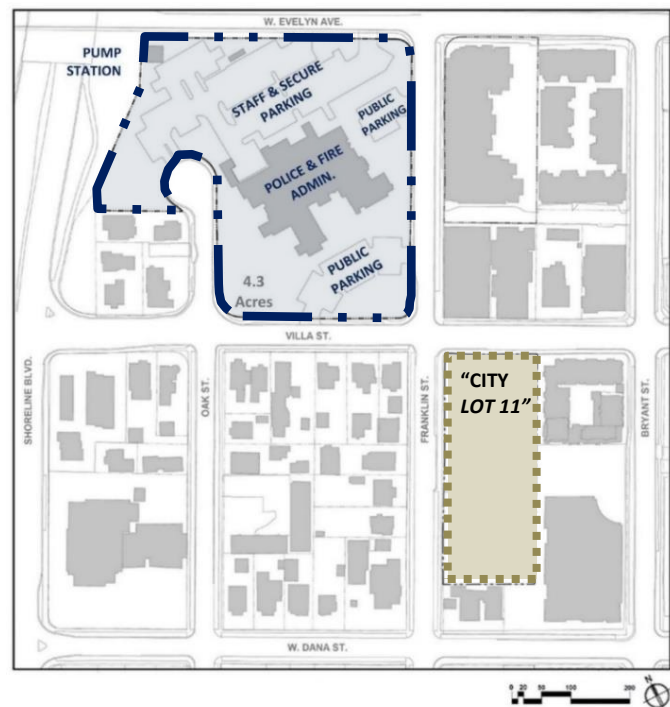 W. EVELYN AVE.
PUMP
STATION
STAFF & SECURE
PARKING
PUBLIC
PARKING
POLICE & FIRE
ADMIN.
PUBLIC
PARKING
4.3
Acres
VILLA ST.
SHORELINE BLVD.
OAK ST.
FRANKLIN ST.
"CITY
LOT 11"
BRYANT ST.
W. DANA ST.
0 20 50 100 200
N